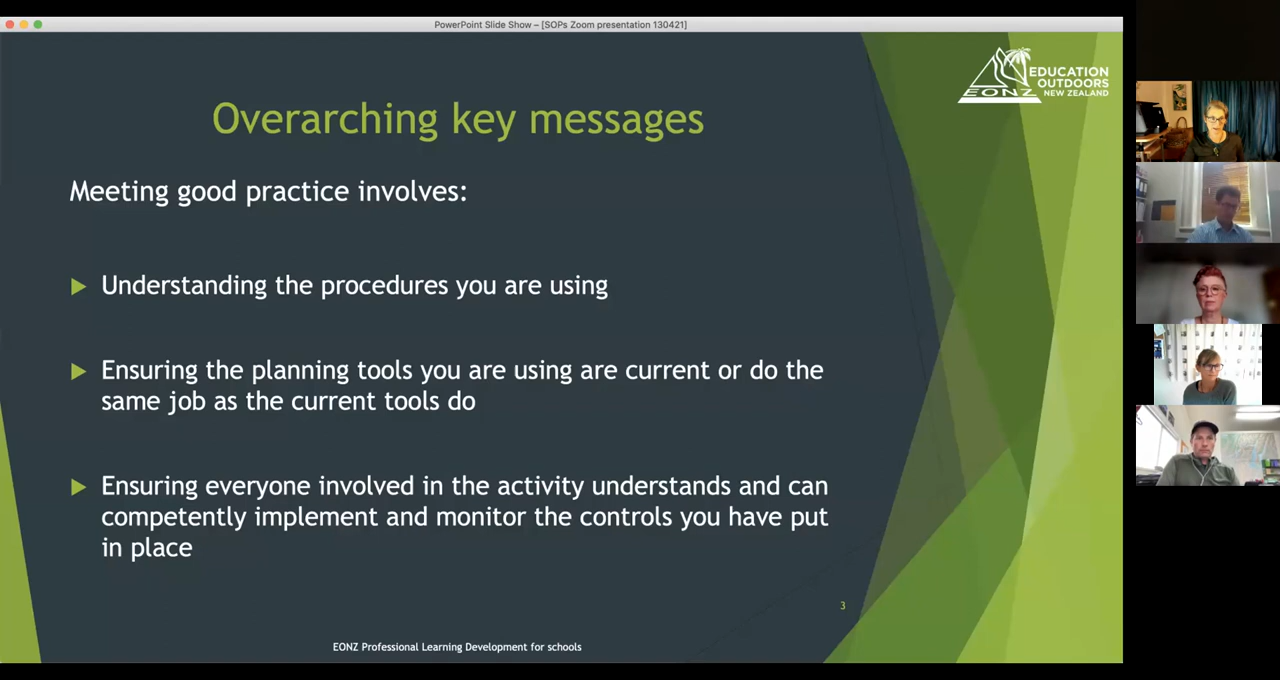 PowerPoint Slide Show – [SOPs Zoom presentation 130421]
EDUCATION
OUTDOORS
NEW ZEALAND
EONZ
Overarching key messages
Meeting good practice involves:
Understanding the procedures you are using
Ensuring the planning tools you are using are current or do the
same job as the current tools do
Ensuring everyone involved in the activity understands and can
competently implement and monitor the controls you have put
in place
3
EONZ Professional Learning Development for schools